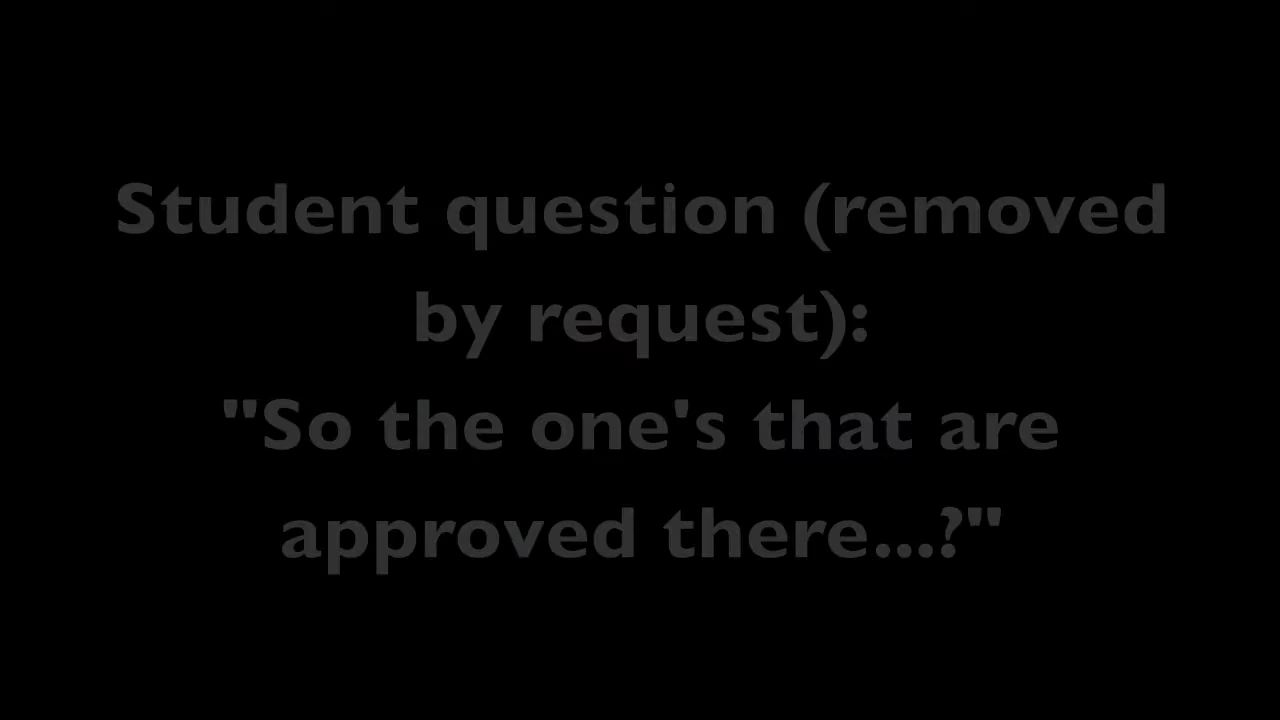 Student question (removed
by request):
"So the one's that are
approved there...?"